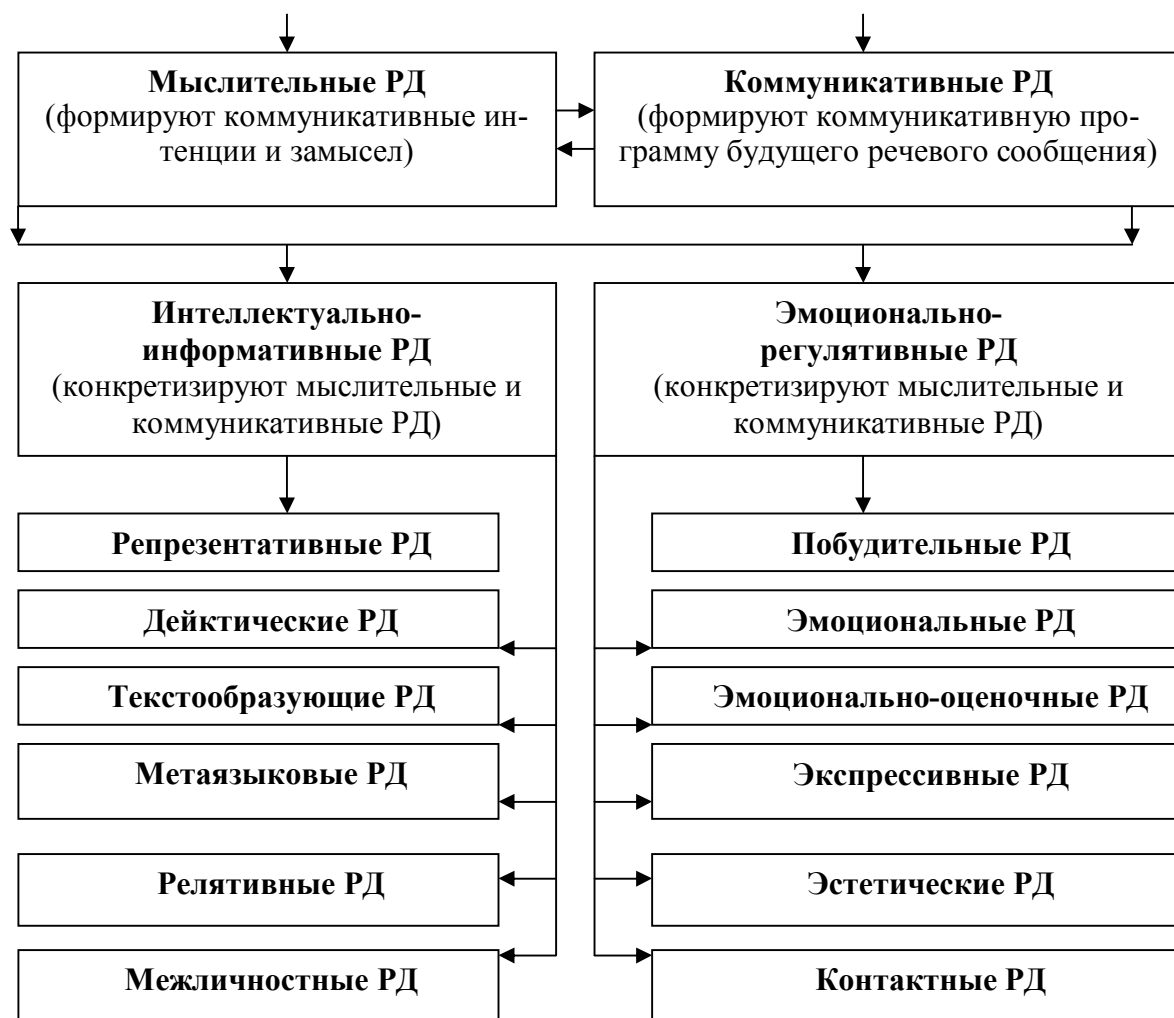 Мыслительные РД
(формируют коммуникативные ин-
тенции и замысел)
Коммуникативные РД
(формируют коммуникативную про-
грамму будущего речевого сообщения)
Интеллектуально-
информативные РД
(конкретизируют мыслительные и
коммуникативные РД)
Эмоционально-
регулятивные РД
(конкретизируют мыслительные и
коммуникативные РД)
Репрезентативные РД
Побудительные РД
Дейктические РД
Эмоциональные РД
Текстообразующие РД
Эмоционально-оценочные РД
Метаязыковые РД
Экспрессивные РД
Релятивные РД
Эстетические РД
Межличностные РД
Контактные РД